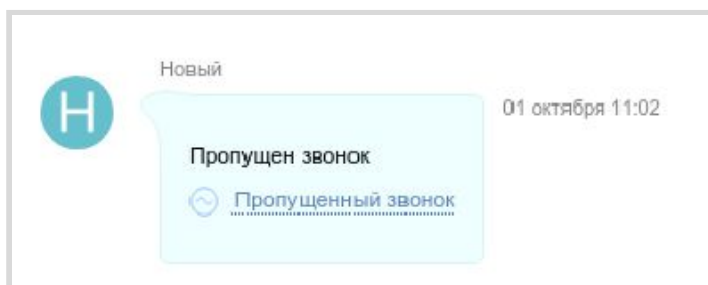 Новый
Н
01 октября 11:02
Пропущен звонок
Пропущенный звонок